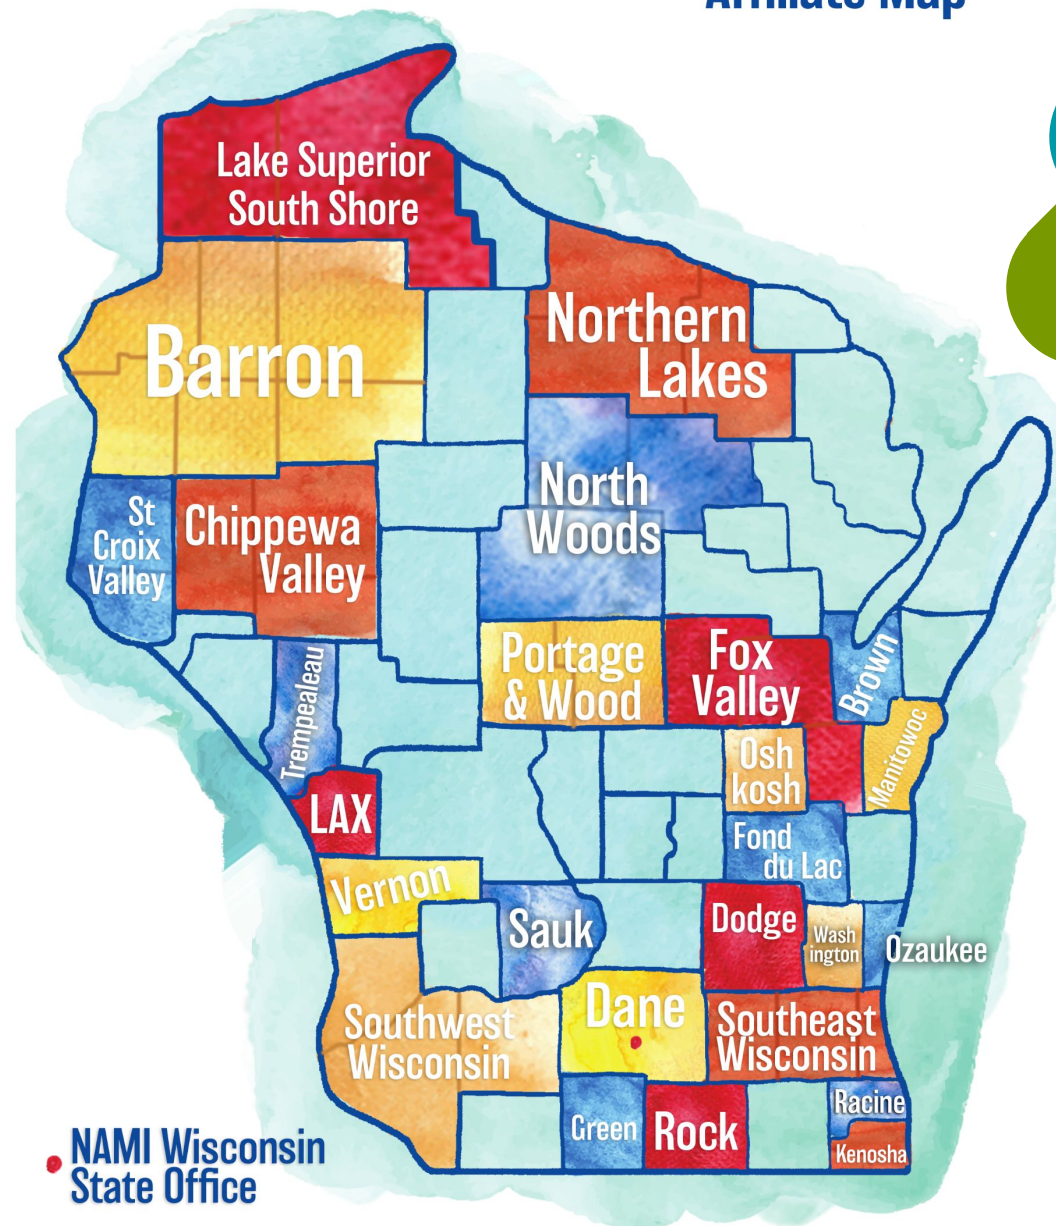 Affiliate Map
Lake Superior
South Shore
Northern
Lakes
Barron
North
Woods
St
Croix
Valley
Chippewa
Valley
Portage
& Wood
Fox
Valley
Brown
Trempealeau
Manitowoc
Osh
kosh
LAX
Fond
du Lac
Vernon
Sauk
Dodge
Wash
ington
Ozaukee
Dane
Southwest
Wisconsin
Southeast
Wisconsin
Racine
Green
Rock
Kenosha
NAMI Wisconsin
State Office